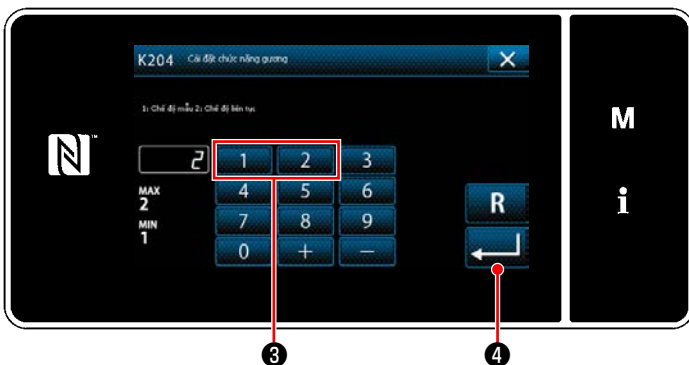 K204 Cài đặt chức năng gương
1: Chế độ mẫu 2: Chế độ liên tục
2 1 2 3
MAX 4 5 6
2
MIN 7 8 9
1
0 + −
R
M
i
N
™
❸ ❹